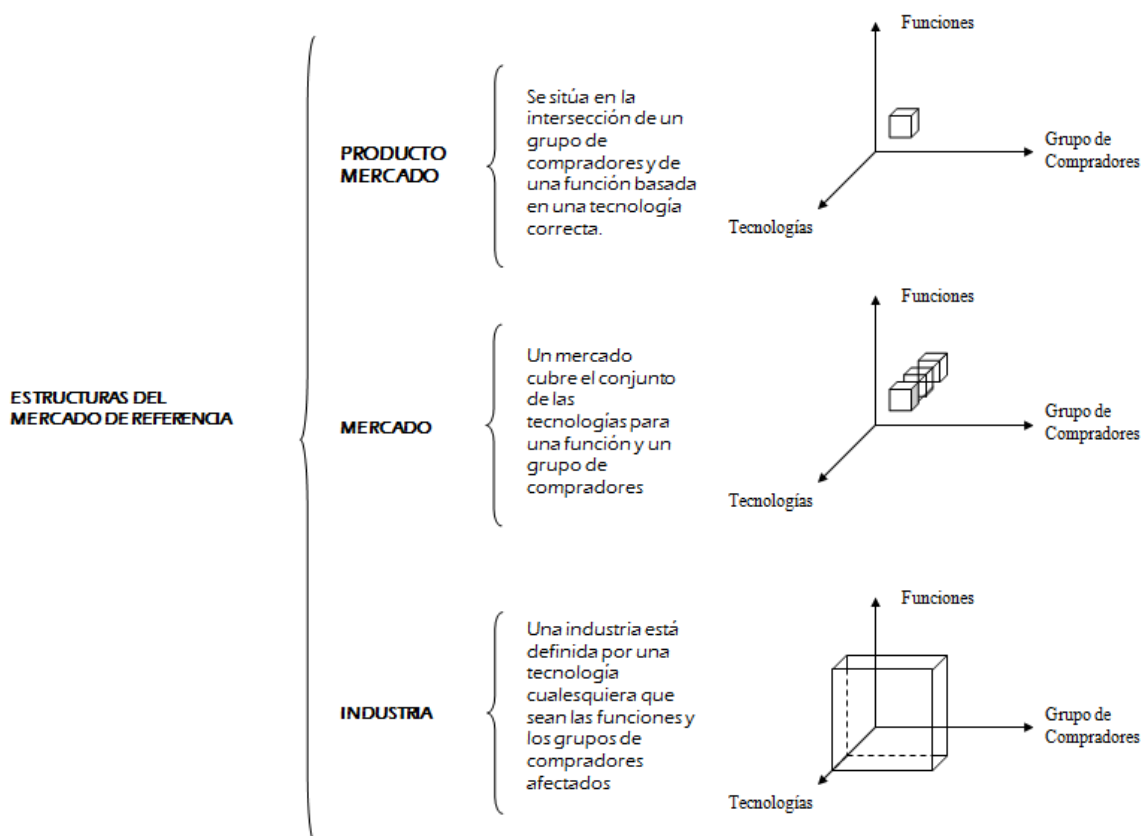 ESTRUCTURAS DEL
MERCADO DE REFERENCIA
PRODUCTO
MERCADO
Se sitúa en la
intersección de un
grupo de
compradores y de
una función basada
en una tecnología
correcta.
Funciones
Grupo de
Compradores
Tecnologías
MERCADO
Un mercado
cubre el conjunto
de las
tecnologías para
una función y un
grupo de
compradores
Funciones
Grupo de
Compradores
Tecnologías
INDUSTRIA
Una industria está
definida por una
tecnología
cualesquiera que
sean las funciones y
los grupos de
compradores
afectados
Funciones
Grupo de
Compradores
Tecnologías